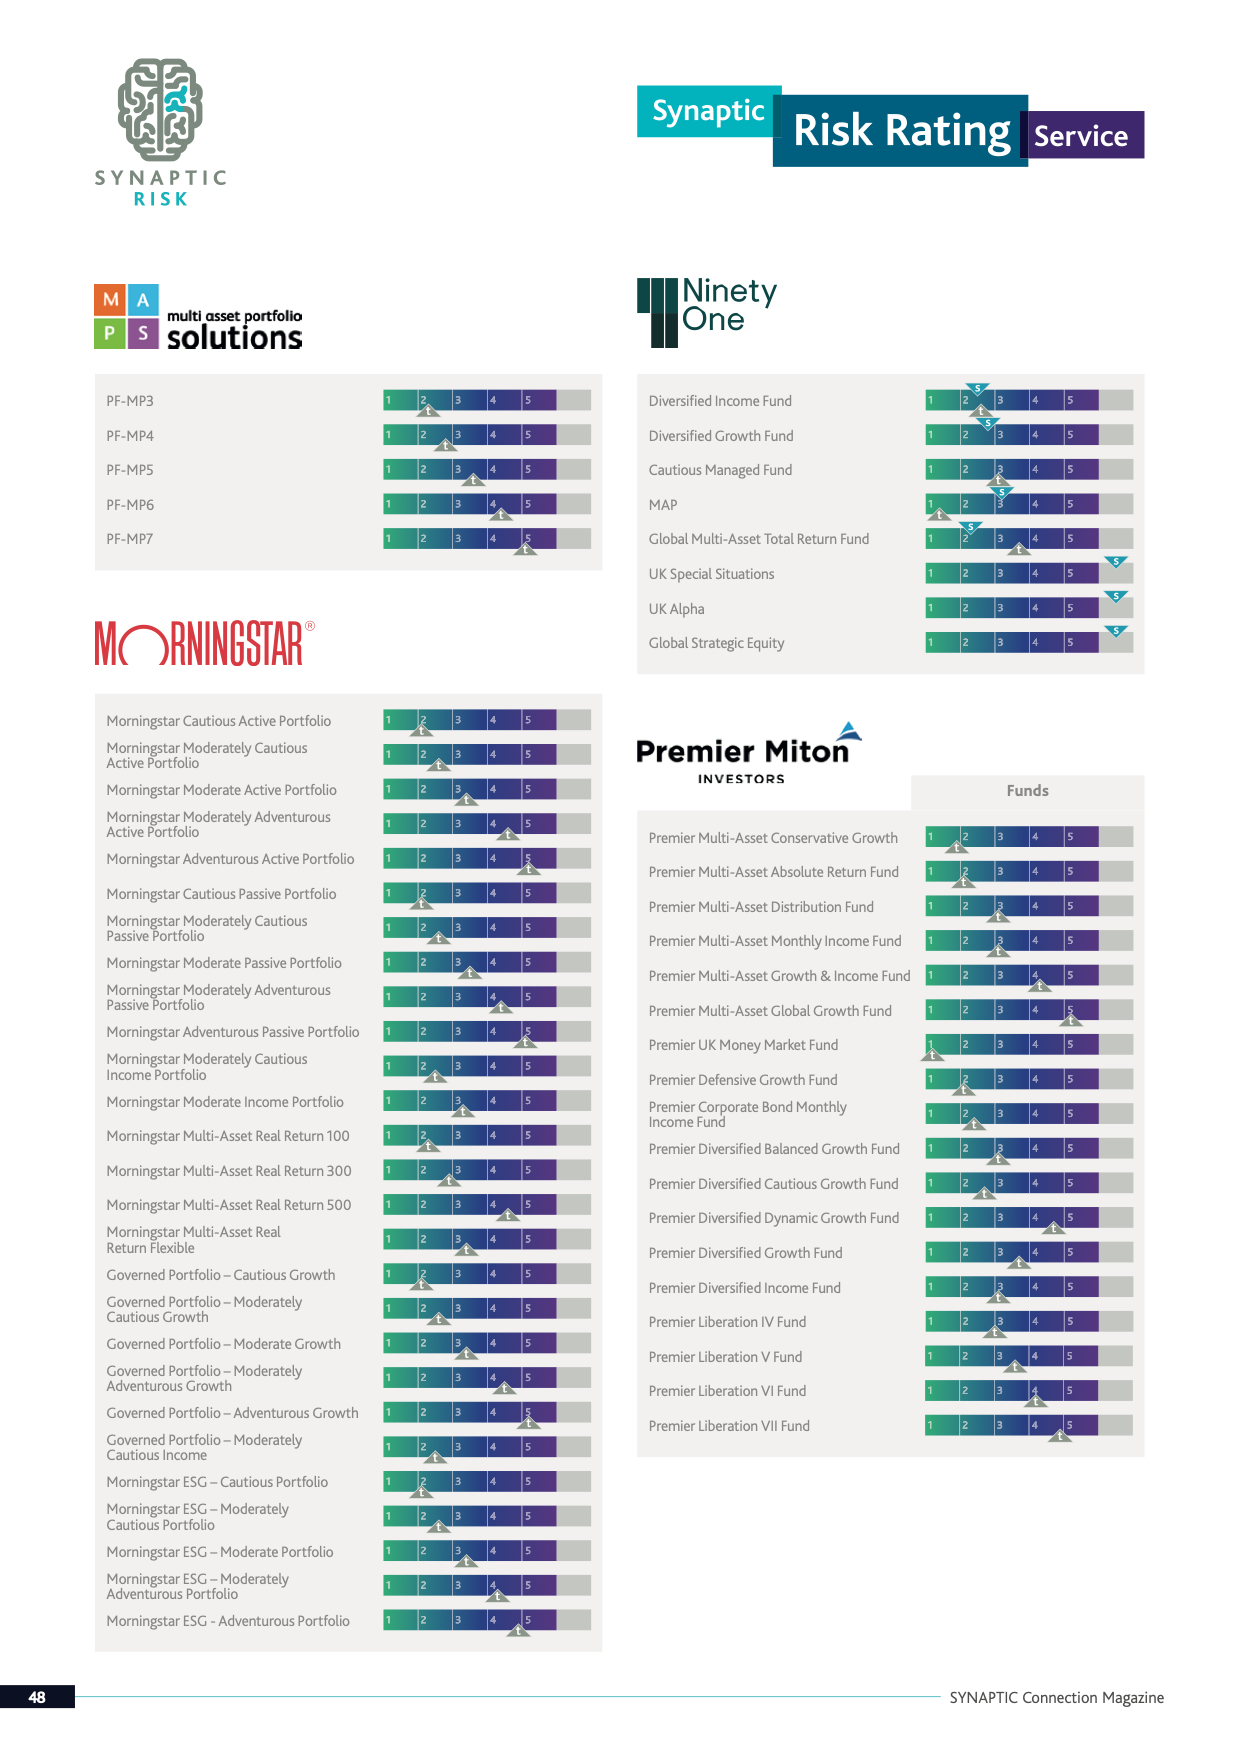 SYNAPTIC
RISK
Synaptic
Risk Rating
Service
M A
P S
multi asset portfolio
solutions
PF-MP3 1 2 3 4 5
t
PF-MP4 1 2 3 4 5
t
PF-MP5 1 2 3 4 5
t
PF-MP6 1 2 3 4 5
t
PF-MP7 1 2 3 4 5
t
MORNINGSTAR®
Morningstar Cautious Active Portfolio 1 2 3 4 5
t
Morningstar Moderately Cautious
Active Portfolio 1 2 3 4 5
t
Morningstar Moderate Active Portfolio 1 2 3 4 5
t
Morningstar Moderately Adventurous
Active Portfolio 1 2 3 4 5
t
Morningstar Adventurous Active Portfolio 1 2 3 4 5
t
Morningstar Cautious Passive Portfolio 1 2 3 4 5
t
Morningstar Moderately Cautious
Passive Portfolio 1 2 3 4 5
t
Morningstar Moderate Passive Portfolio 1 2 3 4 5
t
Morningstar Moderately Adventurous
Passive Portfolio 1 2 3 4 5
t
Morningstar Adventurous Passive Portfolio 1 2 3 4 5
t
Morningstar Moderately Cautious
Income Portfolio 1 2 3 4 5
t
Morningstar Moderate Income Portfolio 1 2 3 4 5
t
Morningstar Multi-Asset Real Return 100 1 2 3 4 5
t
Morningstar Multi-Asset Real Return 300 1 2 3 4 5
t
Morningstar Multi-Asset Real Return 500 1 2 3 4 5
t
Morningstar Multi-Asset Real
Return Flexible 1 2 3 4 5
t
Governed Portfolio – Cautious Growth 1 2 3 4 5
t
Governed Portfolio – Moderately
Cautious Growth 1 2 3 4 5
t
Governed Portfolio – Moderate Growth 1 2 3 4 5
t
Governed Portfolio – Moderately
Adventurous Growth 1 2 3 4 5
t
Governed Portfolio – Adventurous Growth 1 2 3 4 5
t
Governed Portfolio – Moderately
Cautious Income 1 2 3 4 5
t
Morningstar ESG – Cautious Portfolio 1 2 3 4 5
t
Morningstar ESG – Moderately
Cautious Portfolio 1 2 3 4 5
t
Morningstar ESG – Moderate Portfolio 1 2 3 4 5
t
Morningstar ESG – Moderately
Adventurous Portfolio 1 2 3 4 5
t
Morningstar ESG - Adventurous Portfolio 1 2 3 4 5
t
Ninety
One
s
Diversified Income Fund 1 2 3 4 5
t
s
Diversified Growth Fund 1 2 3 4 5
Cautious Managed Fund 1 2 3 4 5
t
s
MAP 1 2 3 4 5
t
s
Global Multi-Asset Total Return Fund 1 2 3 4 5
t
s
UK Special Situations 1 2 3 4 5
s
UK Alpha 1 2 3 4 5
s
Global Strategic Equity 1 2 3 4 5
Premier Miton
INVESTORS
Funds
Premier Multi-Asset Conservative Growth 1 2 3 4 5
t
Premier Multi-Asset Absolute Return Fund 1 2 3 4 5
t
Premier Multi-Asset Distribution Fund 1 2 3 4 5
t
Premier Multi-Asset Monthly Income Fund 1 2 3 4 5
t
Premier Multi-Asset Growth & Income Fund 1 2 3 4 5
t
Premier Multi-Asset Global Growth Fund 1 2 3 4 5
t
Premier UK Money Market Fund 1 2 3 4 5
t
Premier Defensive Growth Fund 1 2 3 4 5
t
Premier Corporate Bond Monthly
Income Fund 1 2 3 4 5
t
Premier Diversified Balanced Growth Fund 1 2 3 4 5
t
Premier Diversified Cautious Growth Fund 1 2 3 4 5
t
Premier Diversified Dynamic Growth Fund 1 2 3 4 5
t
Premier Diversified Growth Fund 1 2 3 4 5
t
Premier Diversified Income Fund 1 2 3 4 5
t
Premier Liberation IV Fund 1 2 3 4 5
t
Premier Liberation V Fund 1 2 3 4 5
t
Premier Liberation VI Fund 1 2 3 4 5
t
Premier Liberation VII Fund 1 2 3 4 5
t
48
SYNAPTIC Connection Magazine